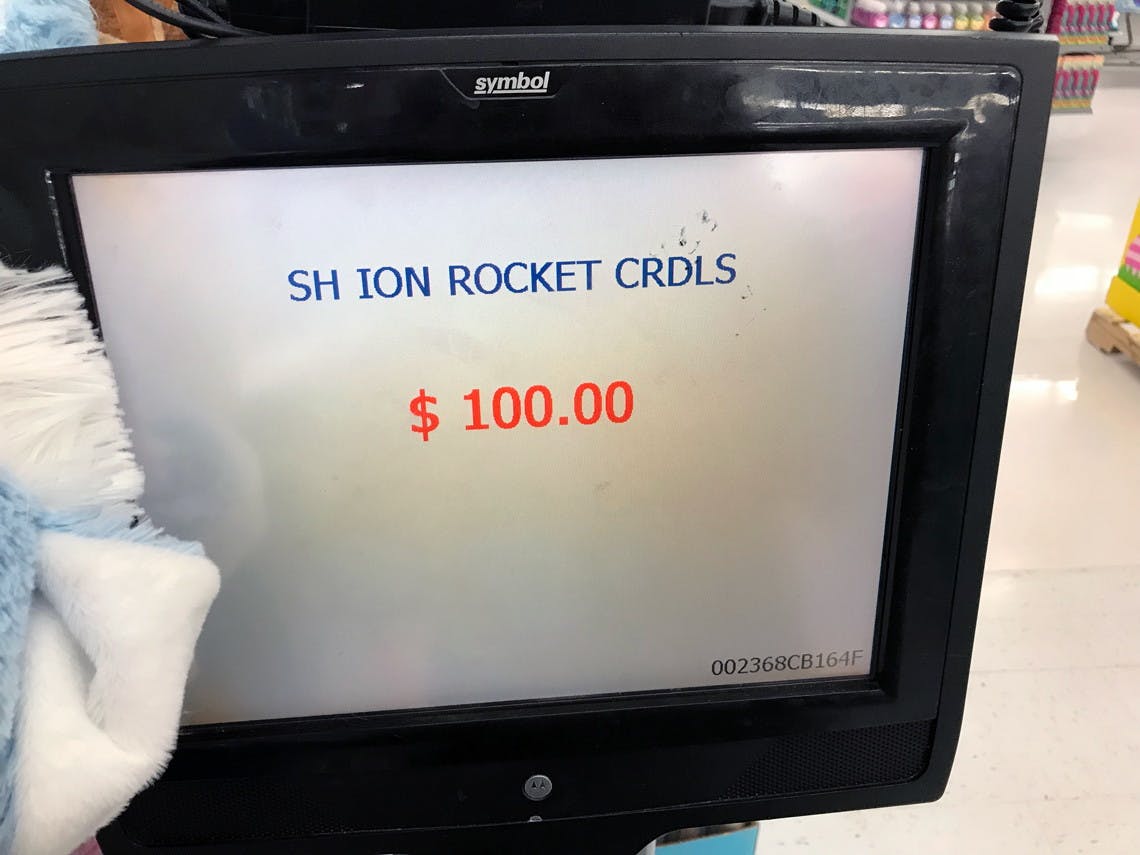 symbol
SH ION ROCKET CRDLS
$ 100.00
002368CB164F